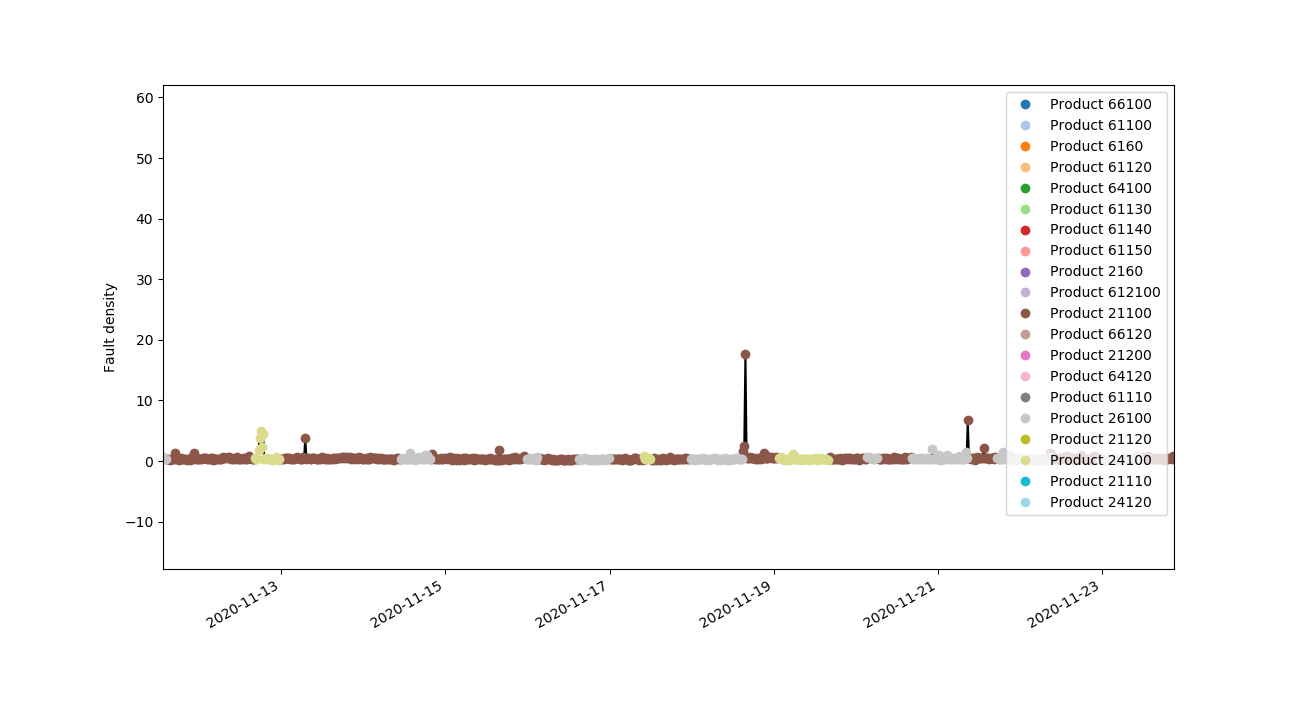 60
50
40
30
20
10
0
−10
Fault density
2020-11-13
2020-11-15
2020-11-17
2020-11-19
2020-11-21
2020-11-23
Product 66100
Product 61100
Product 6160
Product 61120
Product 64100
Product 61130
Product 61140
Product 61150
Product 2160
Product 612100
Product 21100
Product 66120
Product 21200
Product 64120
Product 61110
Product 26100
Product 21120
Product 24100
Product 21110
Product 24120